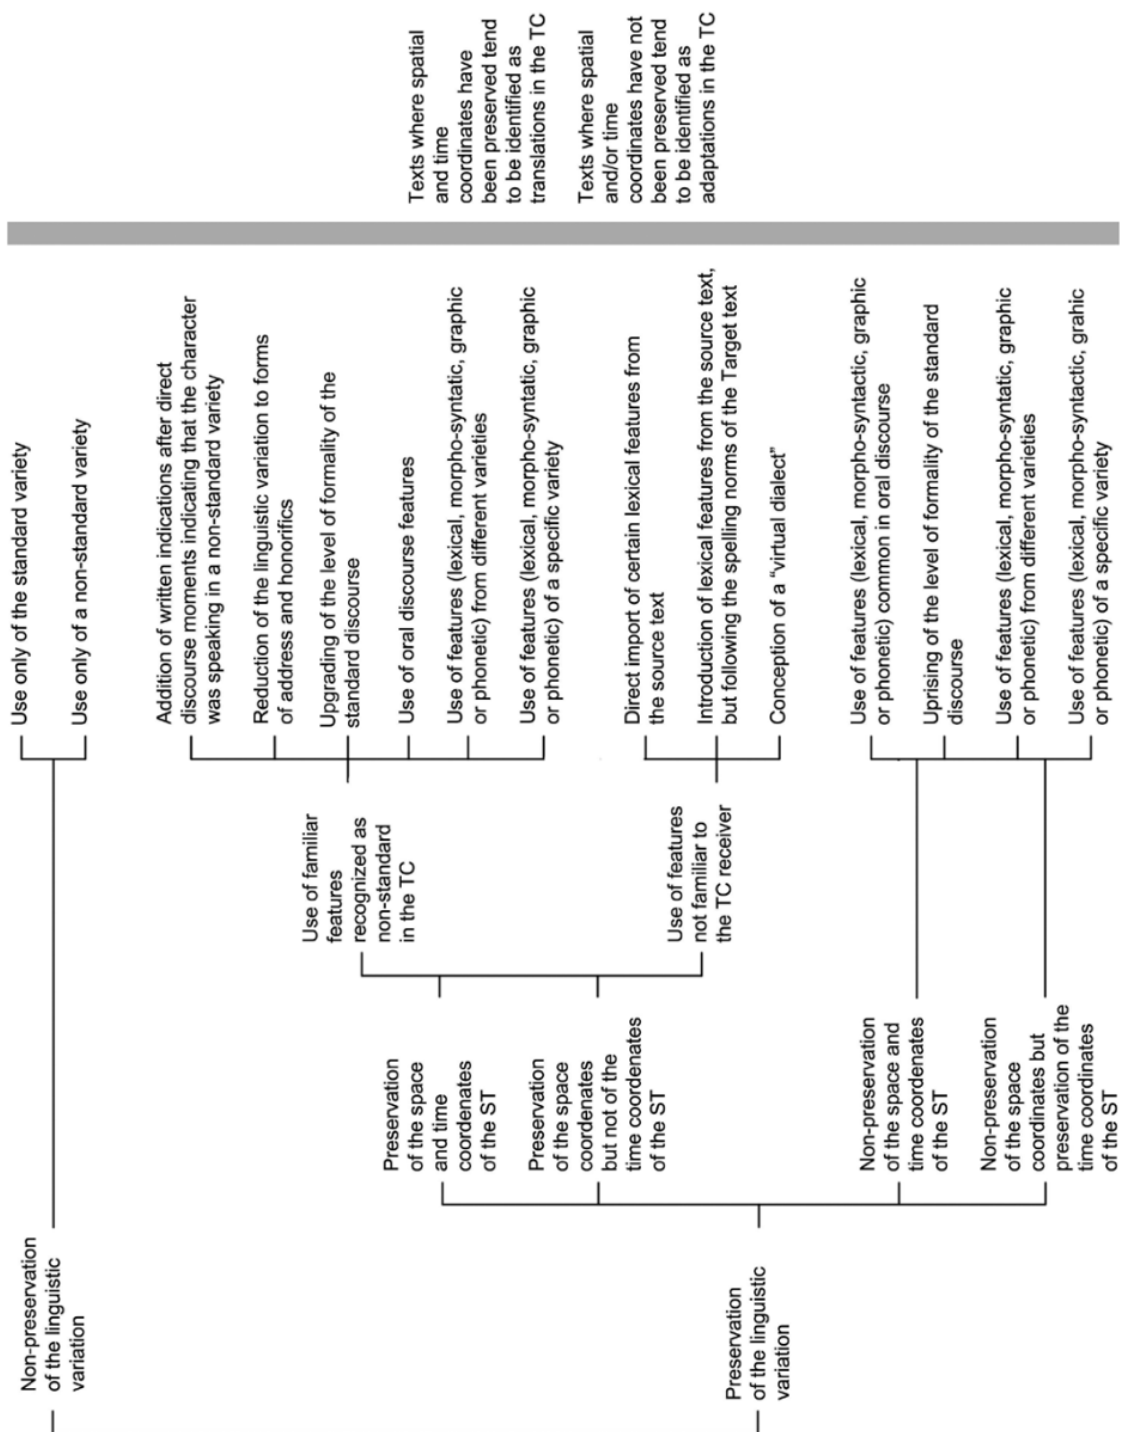 Non-preservation
of the linguistic
variation
Use only of the standard variety
Use only of a non-standard variety
Preservation
of the linguistic
variation
Preservation
of the space
and time
coordenates
of the ST
Preservation
of the space
coordenates
but not of the
time coordenates
of the ST
Non-preservation
of the space and
time coordenates
of the ST
Non-preservation
of the space
coordinates but
preservation of the
time coordinates
of the ST
Use of familiar
features
recognized as
non-standard
in the TC
Use of features
not familiar to
the TC receiver
Addition of written indications after direct
discourse moments indicating that the character
was speaking in a non-standard variety
Reduction of the linguistic variation to forms
of address and honorifics
Upgrading of the level of formality of the
standard discourse
Use of oral discourse features
Use of features (lexical, morpho-syntatic, graphic
or phonetic) from different varieties
Use of features (lexical, morpho-syntatic, graphic
or phonetic) of a specific variety
Direct import of certain lexical features from
the source text
Introduction of lexical features from the source text,
but following the spelling norms of the Target text
Conception of a “virtual dialect”
Use of features (lexical, morpho-syntactic, graphic
or phonetic) common in oral discourse
Uprising of the level of formality of the standard
discourse
Use of features (lexical, morpho-syntatic, graphic
or phonetic) from different varieties
Use of features (lexical, morpho-syntactic, grahic
or phonetic) of a specific variety
Texts where spatial
and time
coordinates have
been preserved tend
to be identified as
translations in the TC
Texts where spatial
and/or time
coordinates have not
been preserved tend
to be identified as
adaptations in the TC